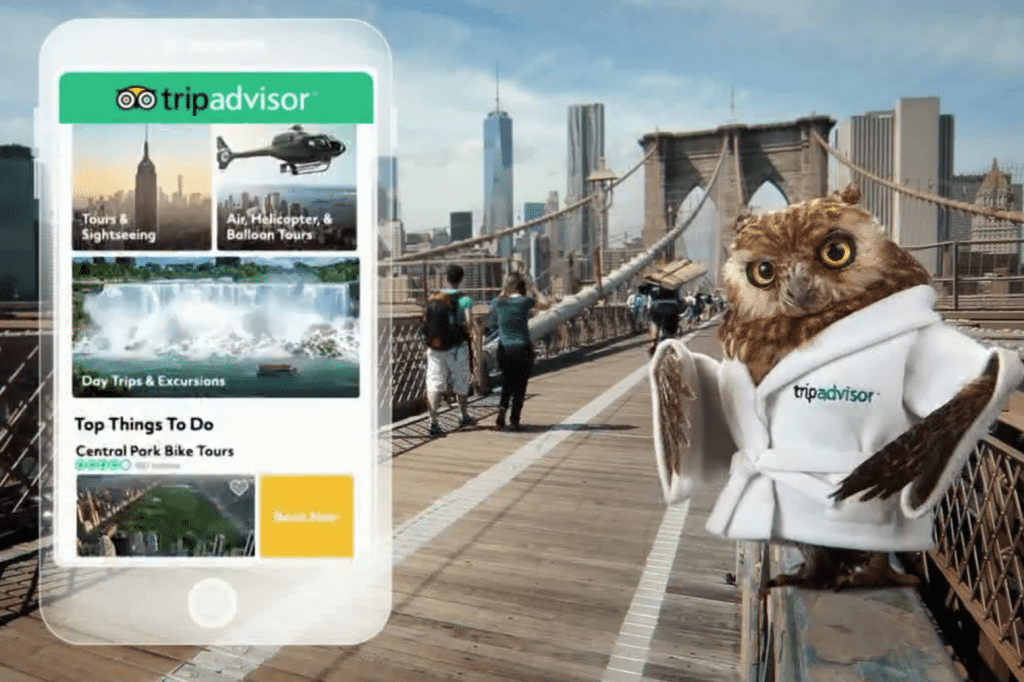 tripadvisor
Tours &
Sightseeing
Air, Helicopter, &
Balloon Tours
Day Trips & Excursions
Top Things To Do
Central Park Bike Tours
Book Now
tripadvisor